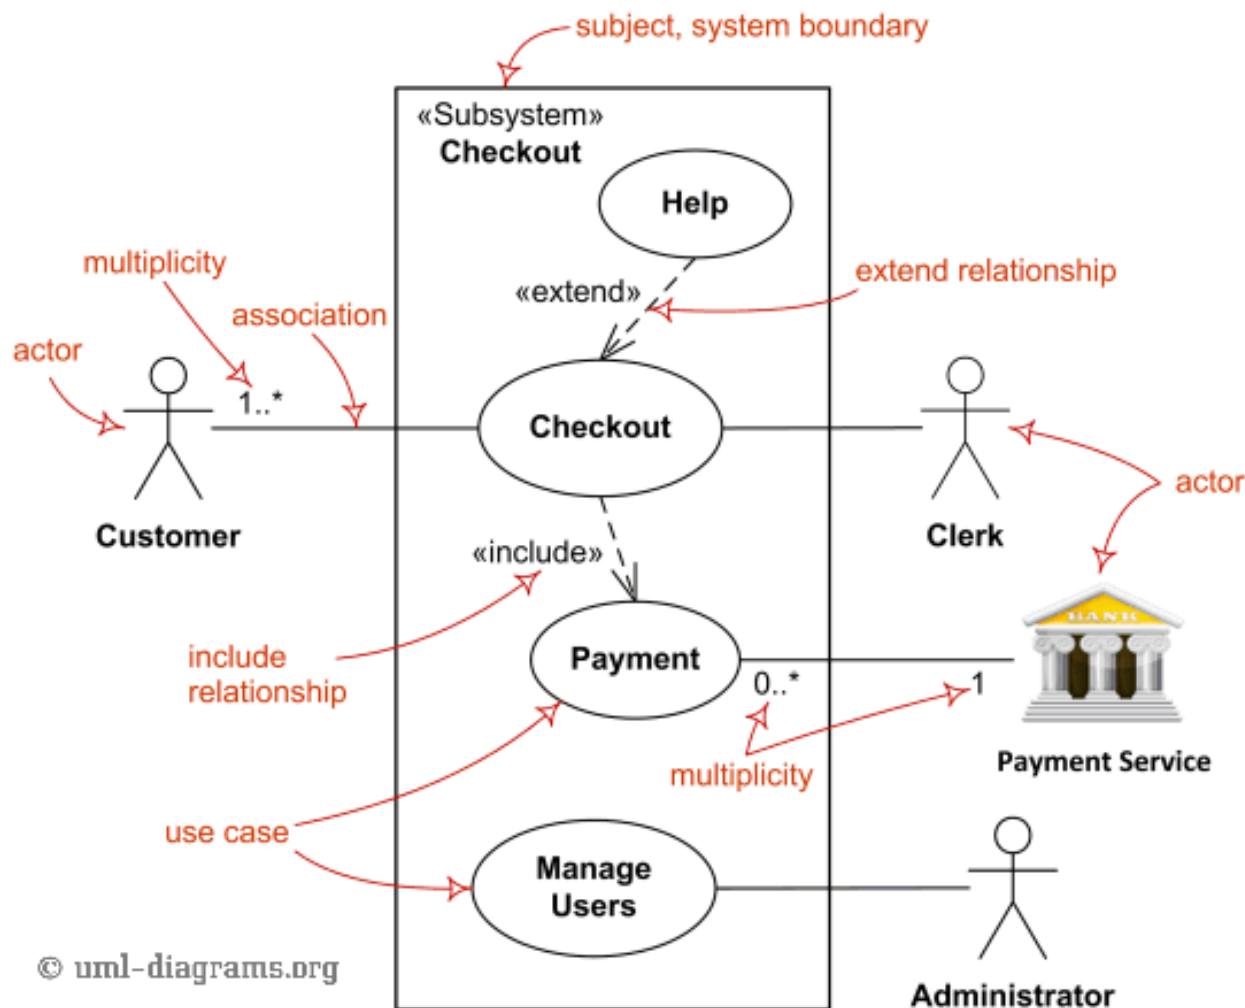 subject, system boundary
«Subsystem»
Checkout
Help
multiplicity
«extend»
extend relationship
association
actor
1..*
Checkout
Customer
Clerk
actor
«include»
BANK
include
relationship
Payment
0..*
1
multiplicity
Payment Service
use case
Manage
Users
© uml-diagrams.org
Administrator